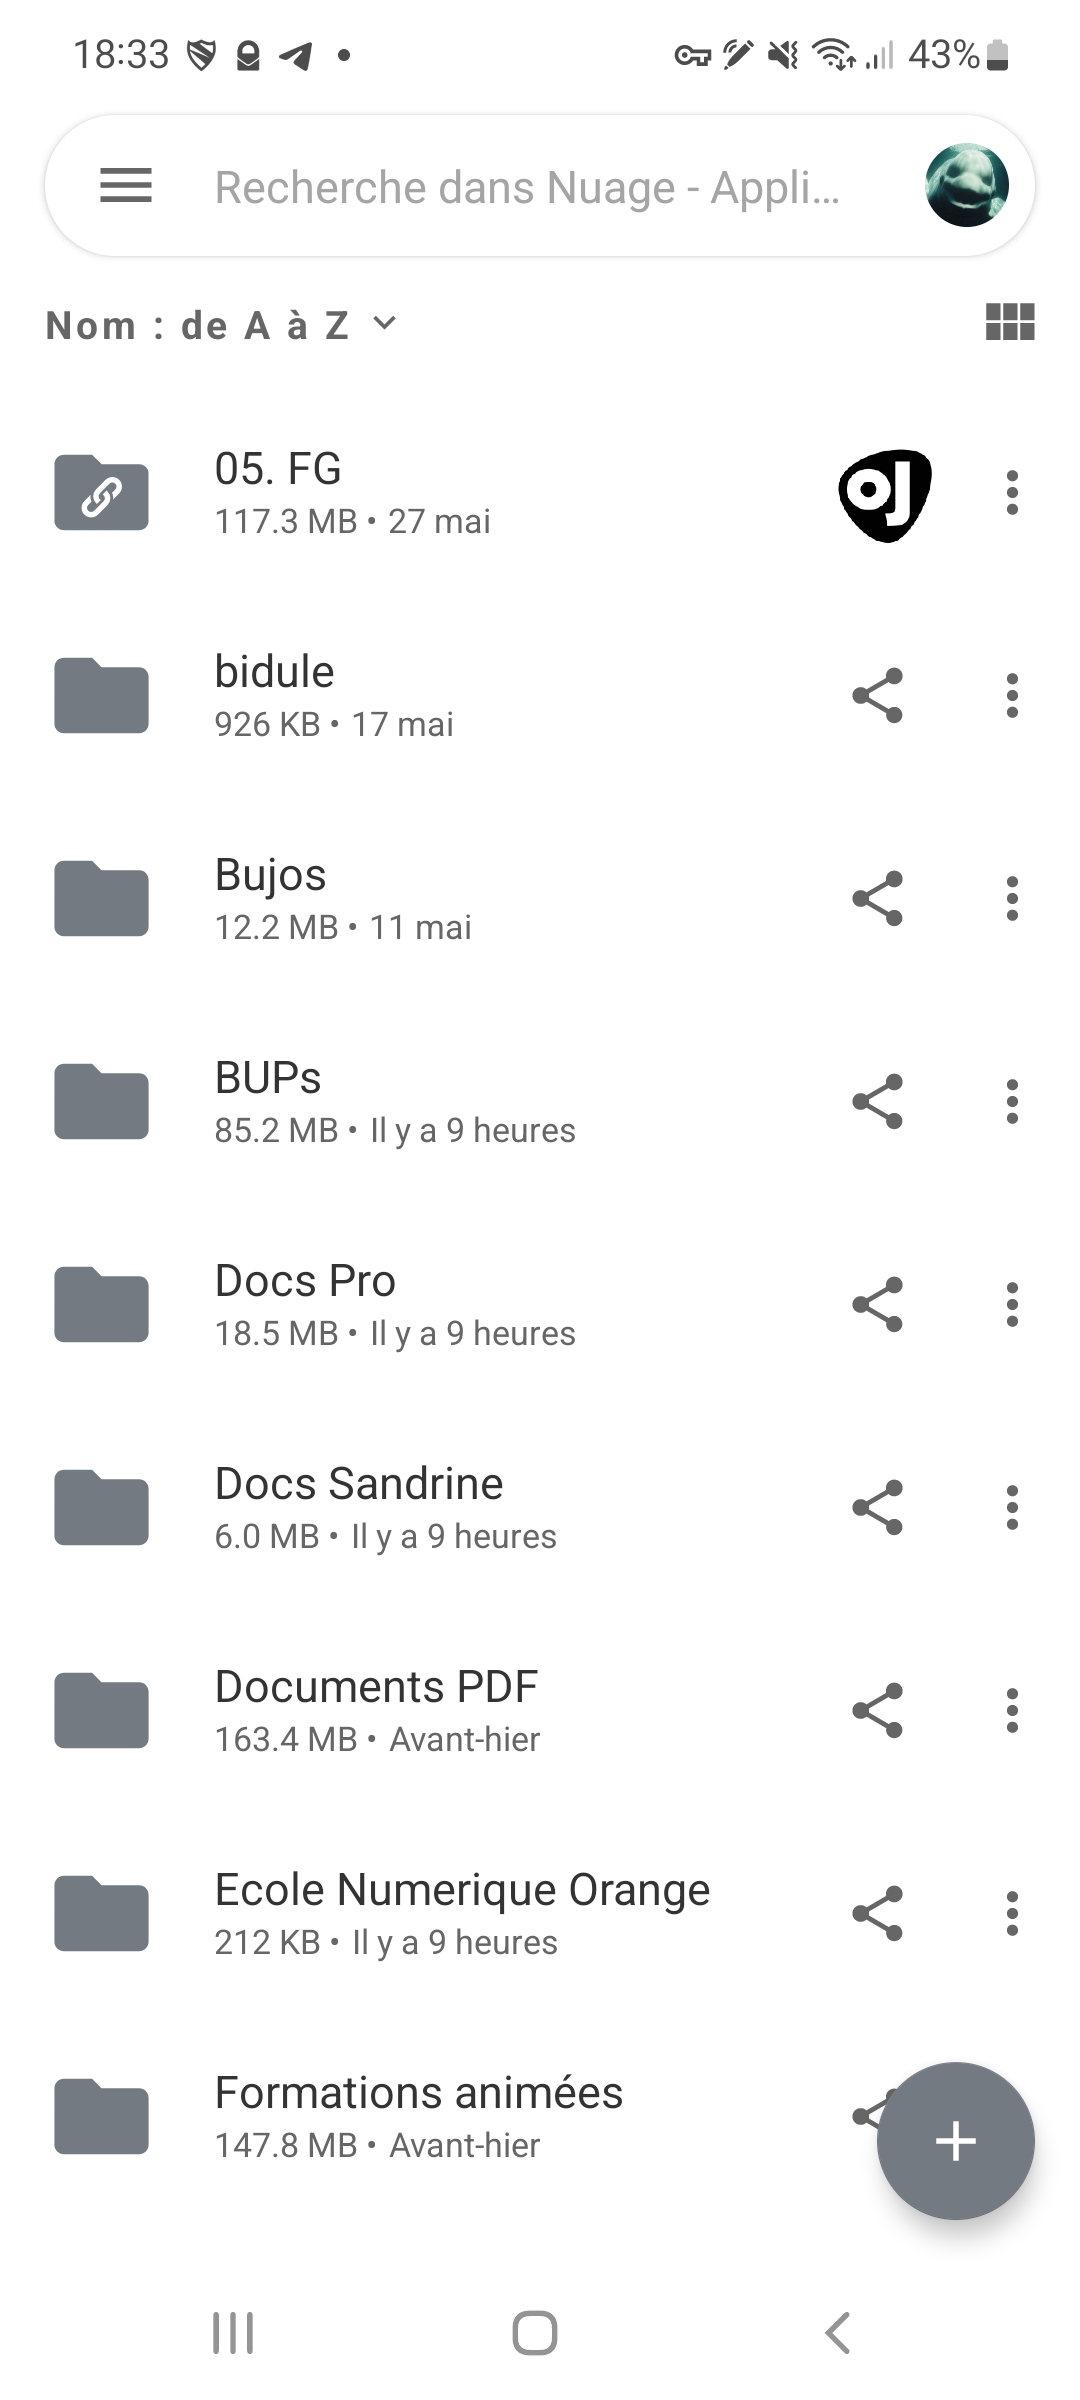 18:33
43%
Recherche dans Nuage - Appli...
Nom : de A à Z
05. FG
117.3 MB • 27 mai
oJ
bidule
926 KB • 17 mai
Bujos
12.2 MB • 11 mai
BUPs
85.2 MB • Il y a 9 heures
Docs Pro
18.5 MB • Il y a 9 heures
Docs Sandrine
6.0 MB • Il y a 9 heures
Documents PDF
163.4 MB • Avant-hier
Ecole Numerique Orange
212 KB • Il y a 9 heures
Formations animées
147.8 MB • Avant-hier